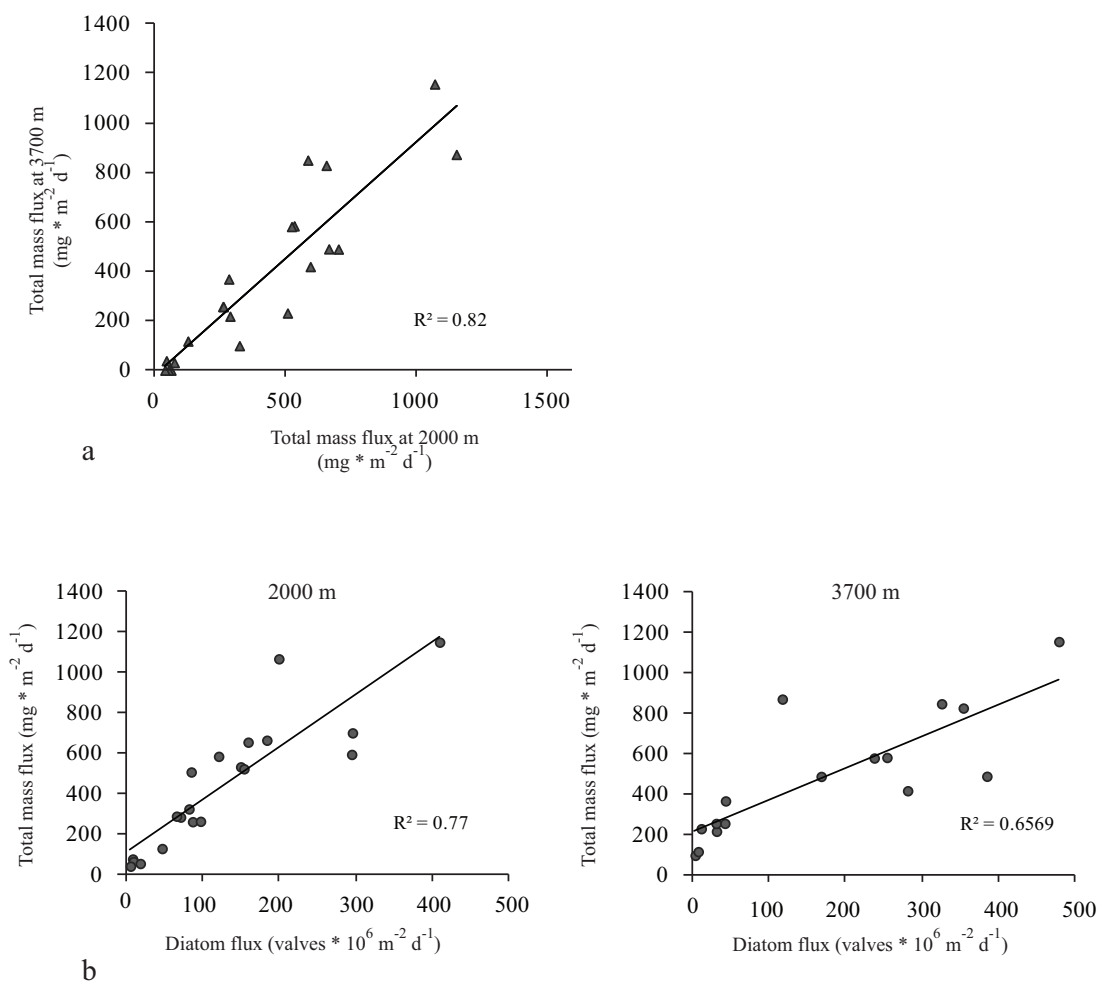 1400
1200
1000
800
600
400
200
0
Total mass flux at 3700 m
(mg * m⁻² d⁻¹)
R² = 0.82
0 500 1000 1500
Total mass flux at 2000 m
(mg * m⁻² d⁻¹)
a
2000 m
1400
1200
1000
800
600
400
200
0
Total mass flux (mg * m⁻² d⁻¹)
R² = 0.77
0 100 200 300 400 500
Diatom flux (valves * 10⁶ m⁻² d⁻¹)
3700 m
1400
1200
1000
800
600
400
200
0
Total mass flux (mg * m⁻² d⁻¹)
R² = 0.6569
0 100 200 300 400 500
Diatom flux (valves * 10⁶ m⁻² d⁻¹)
b